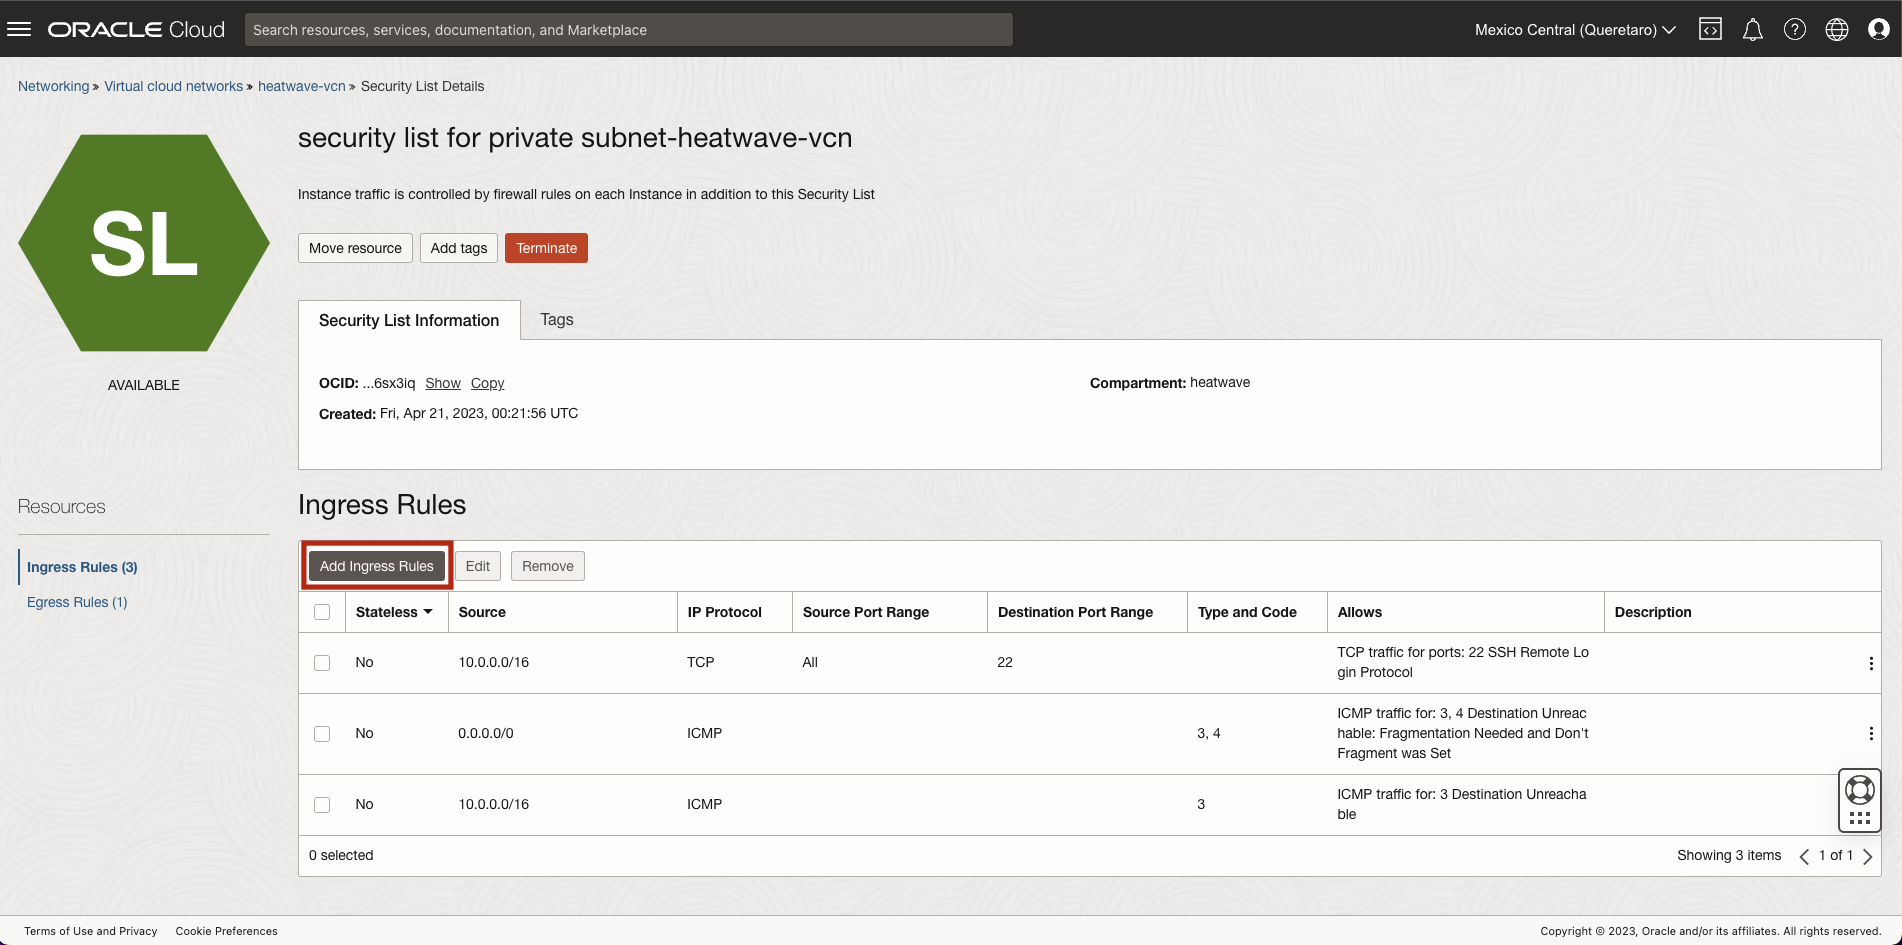 ORACLE Cloud
Search resources, services, documentation, and Marketplace
Mexico Central (Queretaro)
Networking » Virtual cloud networks » heatwave-vcn » Security List Details
SL
AVAILABLE
security list for private subnet-heatwave-vcn
Instance traffic is controlled by firewall rules on each Instance in addition to this Security List
Move resource Add tags Terminate
Security List Information Tags
OCID: ...6sx3iq Show Copy
Created: Fri, Apr 21, 2023, 00:21:56 UTC
Compartment: heatwave
Resources
Ingress Rules (3)
Egress Rules (1)
Ingress Rules
Add Ingress Rules Edit Remove
Stateless Source IP Protocol Source Port Range Destination Port Range Type and Code Allows Description
No 10.0.0.0/16 TCP All 22 TCP traffic for ports: 22 SSH Remote Lo
gin Protocol
No 0.0.0.0/0 ICMP 3, 4 ICMP traffic for: 3, 4 Destination Unreac
hable: Fragmentation Needed and Don't
Fragment was Set
No 10.0.0.0/16 ICMP 3 ICMP traffic for: 3 Destination Unreacha
ble
0 selected
Showing 3 items 1 of 1
Terms of Use and Privacy Cookie Preferences
Copyright © 2023, Oracle and/or its affiliates. All rights reserved.